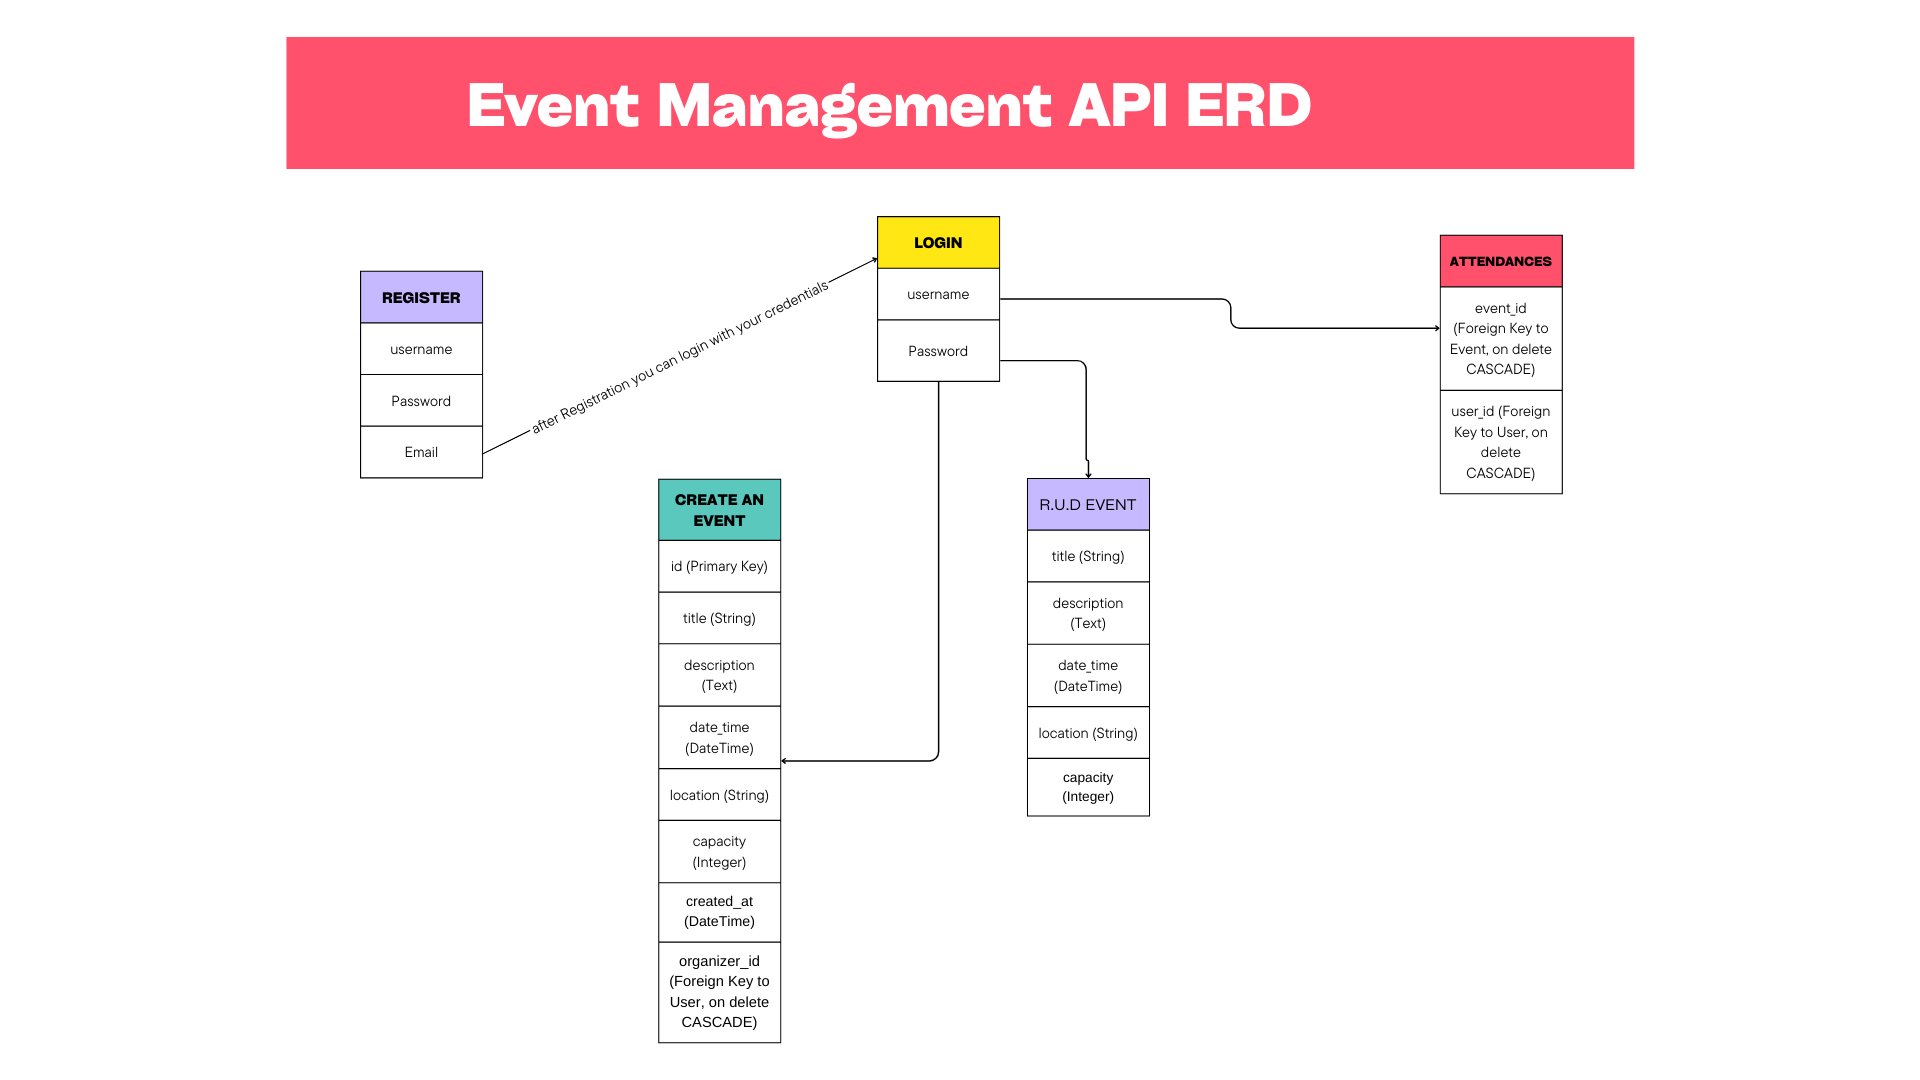 Event Management API ERD
REGISTER
username
Password
Email
after Registration you can login with your credentials
LOGIN
username
Password
ATTENDANCES
event_id
(Foreign Key to
Event, on delete
CASCADE)
user_id (Foreign
Key to User, on
delete
CASCADE)
CREATE AN
EVENT
id (Primary Key)
title (String)
description
(Text)
date_time
(DateTime)
location (String)
capacity
(Integer)
created_at
(DateTime)
organizer_id
(Foreign Key to
User, on delete
CASCADE)
R.U.D EVENT
title (String)
description
(Text)
date_time
(DateTime)
location (String)
capacity
(Integer)